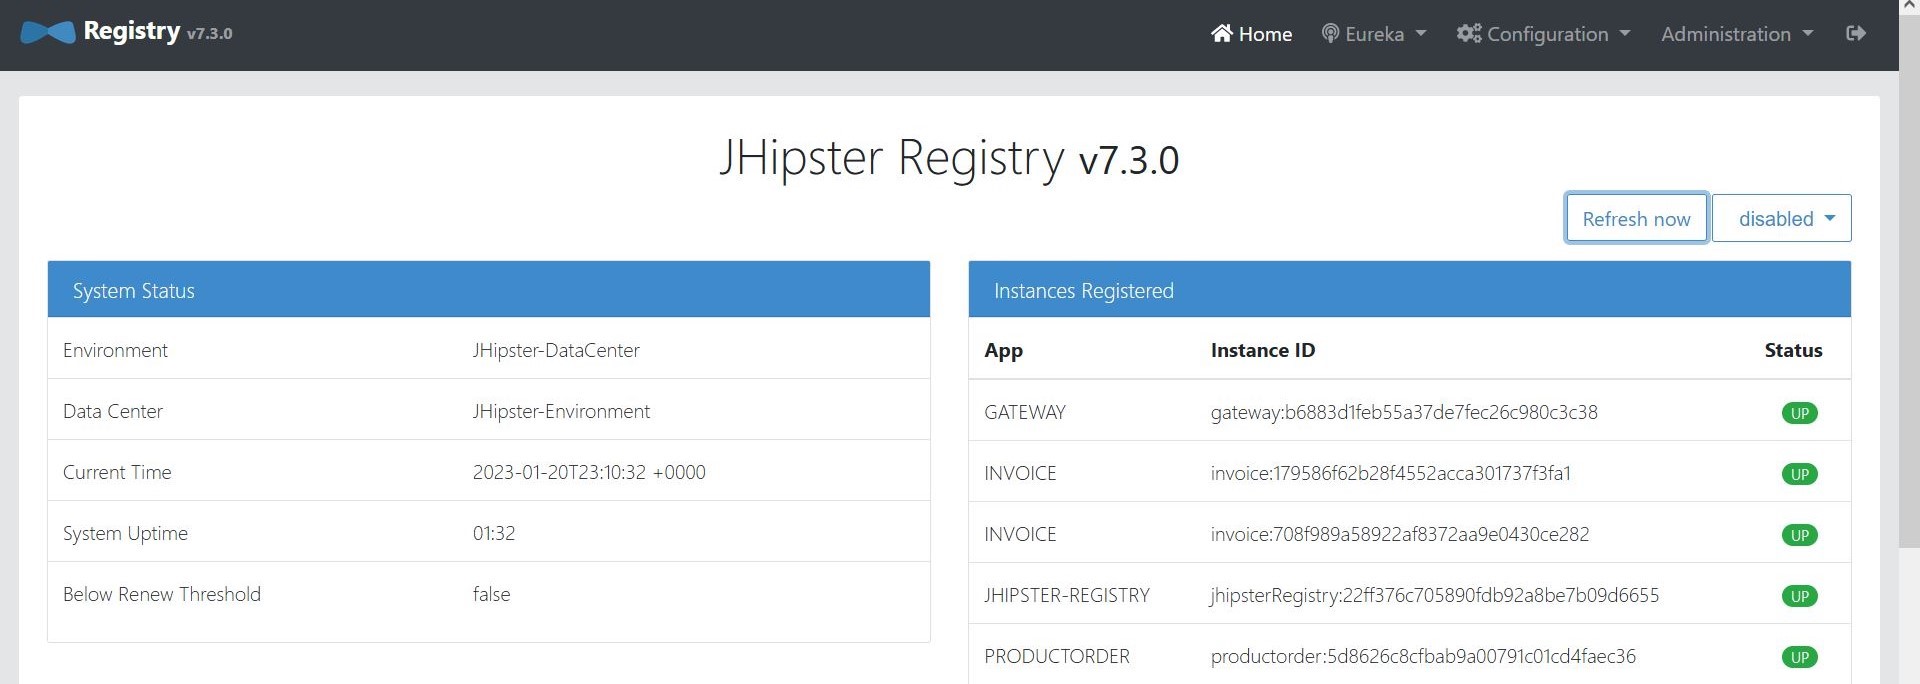 Registry v7.3.0
Home Eureka Configuration Administration
JHipster Registry v7.3.0
Refresh now disabled
System Status
Environment JHipster-DataCenter
Data Center JHipster-Environment
Current Time 2023-01-20T23:10:32 +0000
System Uptime 01:32
Below Renew Threshold false
Instances Registered
App Instance ID Status
GATEWAY gateway:b6883d1feb55a37de7fec26c980c3c38 UP
INVOICE invoice:179586f62b28f4552acca301737f3fa1 UP
INVOICE invoice:708f989a58922af8372aa9e0430ce282 UP
JHIPSTER-REGISTRY jhipsterRegistry:22ff376c705890fdb92a8be7b09d6655 UP
PRODUCTORDER productorder:5d8626c8cfbab9a00791c01cd4faec36 UP